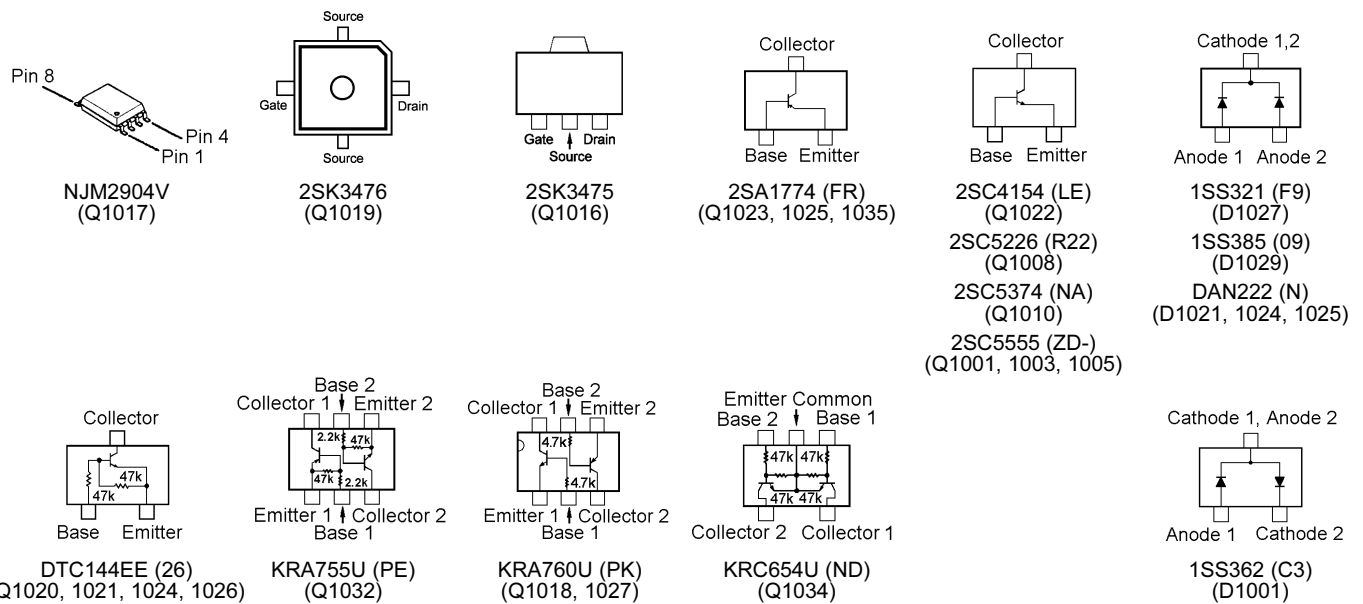 Pin 8
Pin 4
Pin 1
NJM2904V
(Q1017)
Source
Gate
Drain
Source
2SK3476
(Q1019)
Gate
Drain
Source
2SK3475
(Q1016)
Collector
Base Emitter
2SA1774 (FR)
(Q1023, 1025, 1035)
Collector
Base Emitter
2SC4154 (LE)
(Q1022)
2SC5226 (R22)
(Q1008)
2SC5374 (NA)
(Q1010)
2SC5555 (ZD-)
(Q1001, 1003, 1005)
Cathode 1,2
Anode 1 Anode 2
1SS321 (F9)
(D1027)
1SS385 (09)
(D1029)
DAN222 (N)
(D1021, 1024, 1025)
Collector
47k
47k
Base Emitter
DTC144EE (26)
Q1020, 1021, 1024, 1026)
Base 2
Collector 1 Emitter 2
2.2k 47k
47k 2.2k
Emitter 1 Collector 2
Base 1
KRA755U (PE)
(Q1032)
Base 2
Collector 1 Emitter 2
4.7k
4.7k
Emitter 1 Collector 2
Base 1
KRA760U (PK)
(Q1018, 1027)
Emitter Common
Base 2 Base 1
47k 47k
47k 47k
Collector 2 Collector 1
KRC654U (ND)
(Q1034)
Cathode 1, Anode 2
Anode 1 Cathode 2
1SS362 (C3)
(D1001)